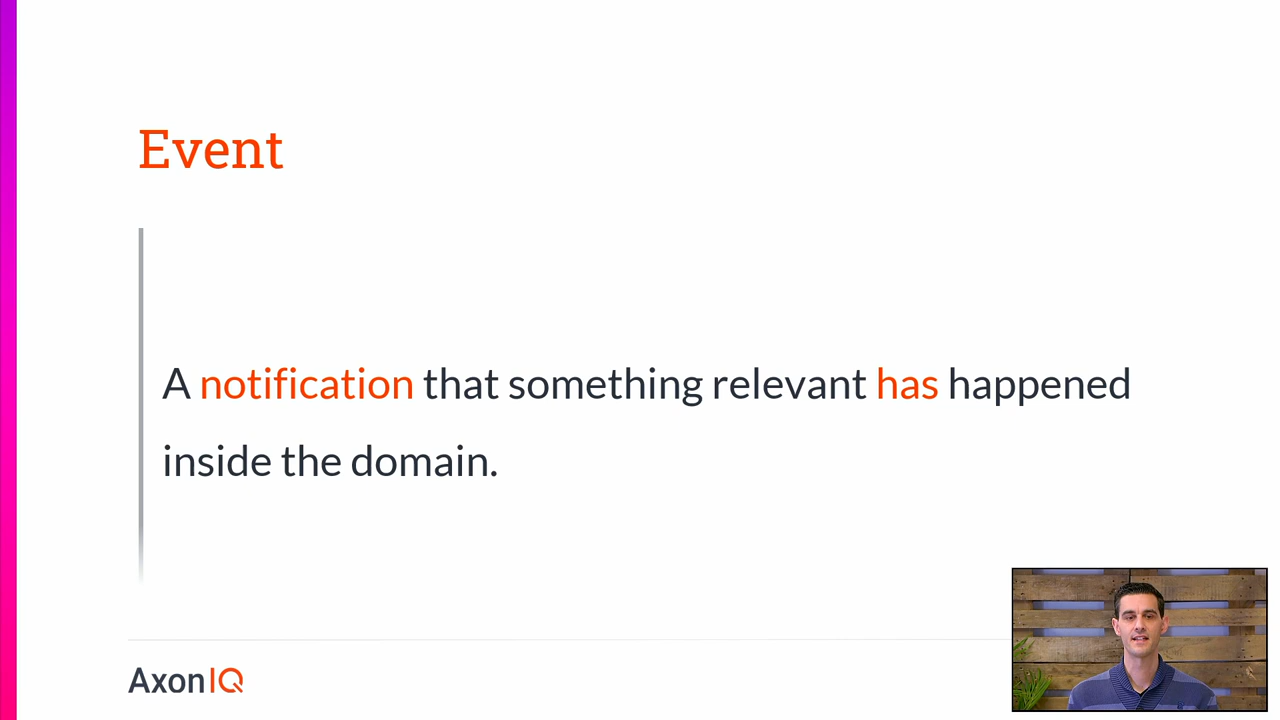 Event
A notification that something relevant has happened
inside the domain.
AxonIQ